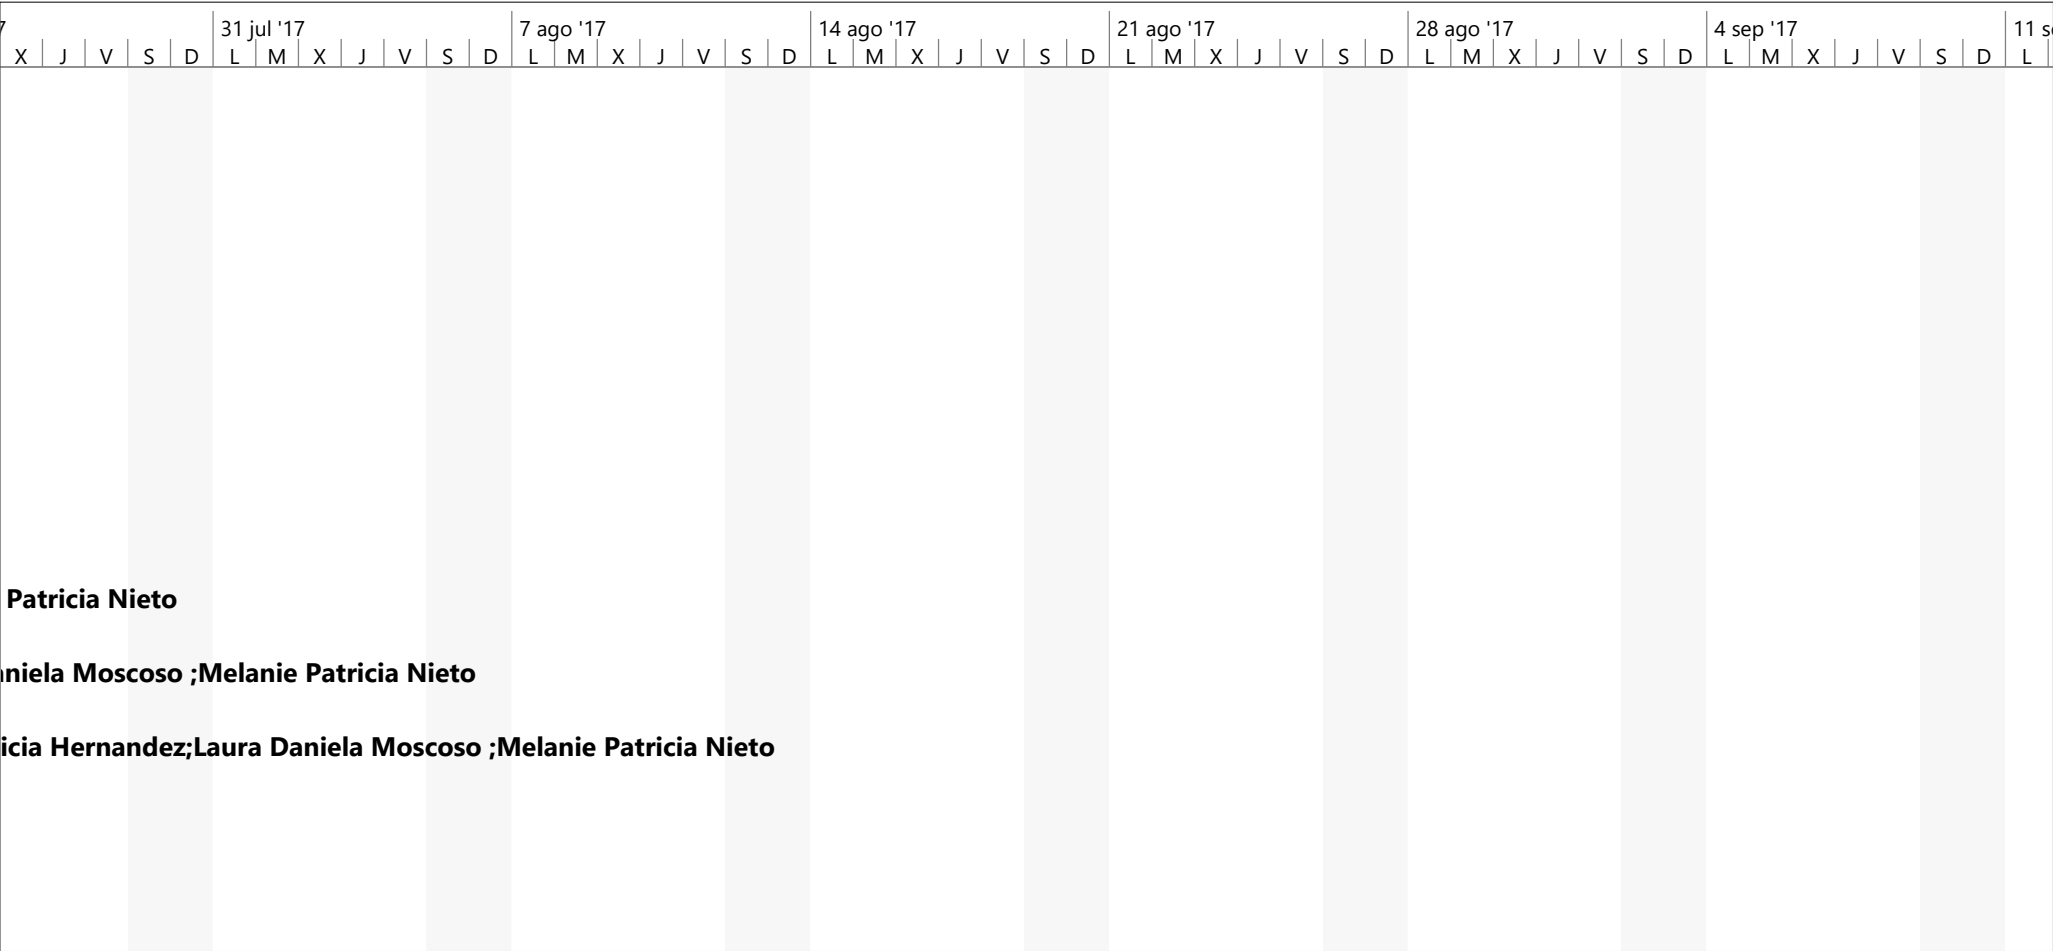 31 jul '17 7 ago '17 14 ago '17 21 ago '17 28 ago '17 4 sep '17 11
X J V S D L M X J V S D L M X J V S D L M X J V S D L M X J V S D L M X J V S D L M X J V S D L
Patricia Nieto
Moscoso ;Melanie Patricia Nieto
Hernandez;Laura Daniela Moscoso ;Melanie Patricia Nieto